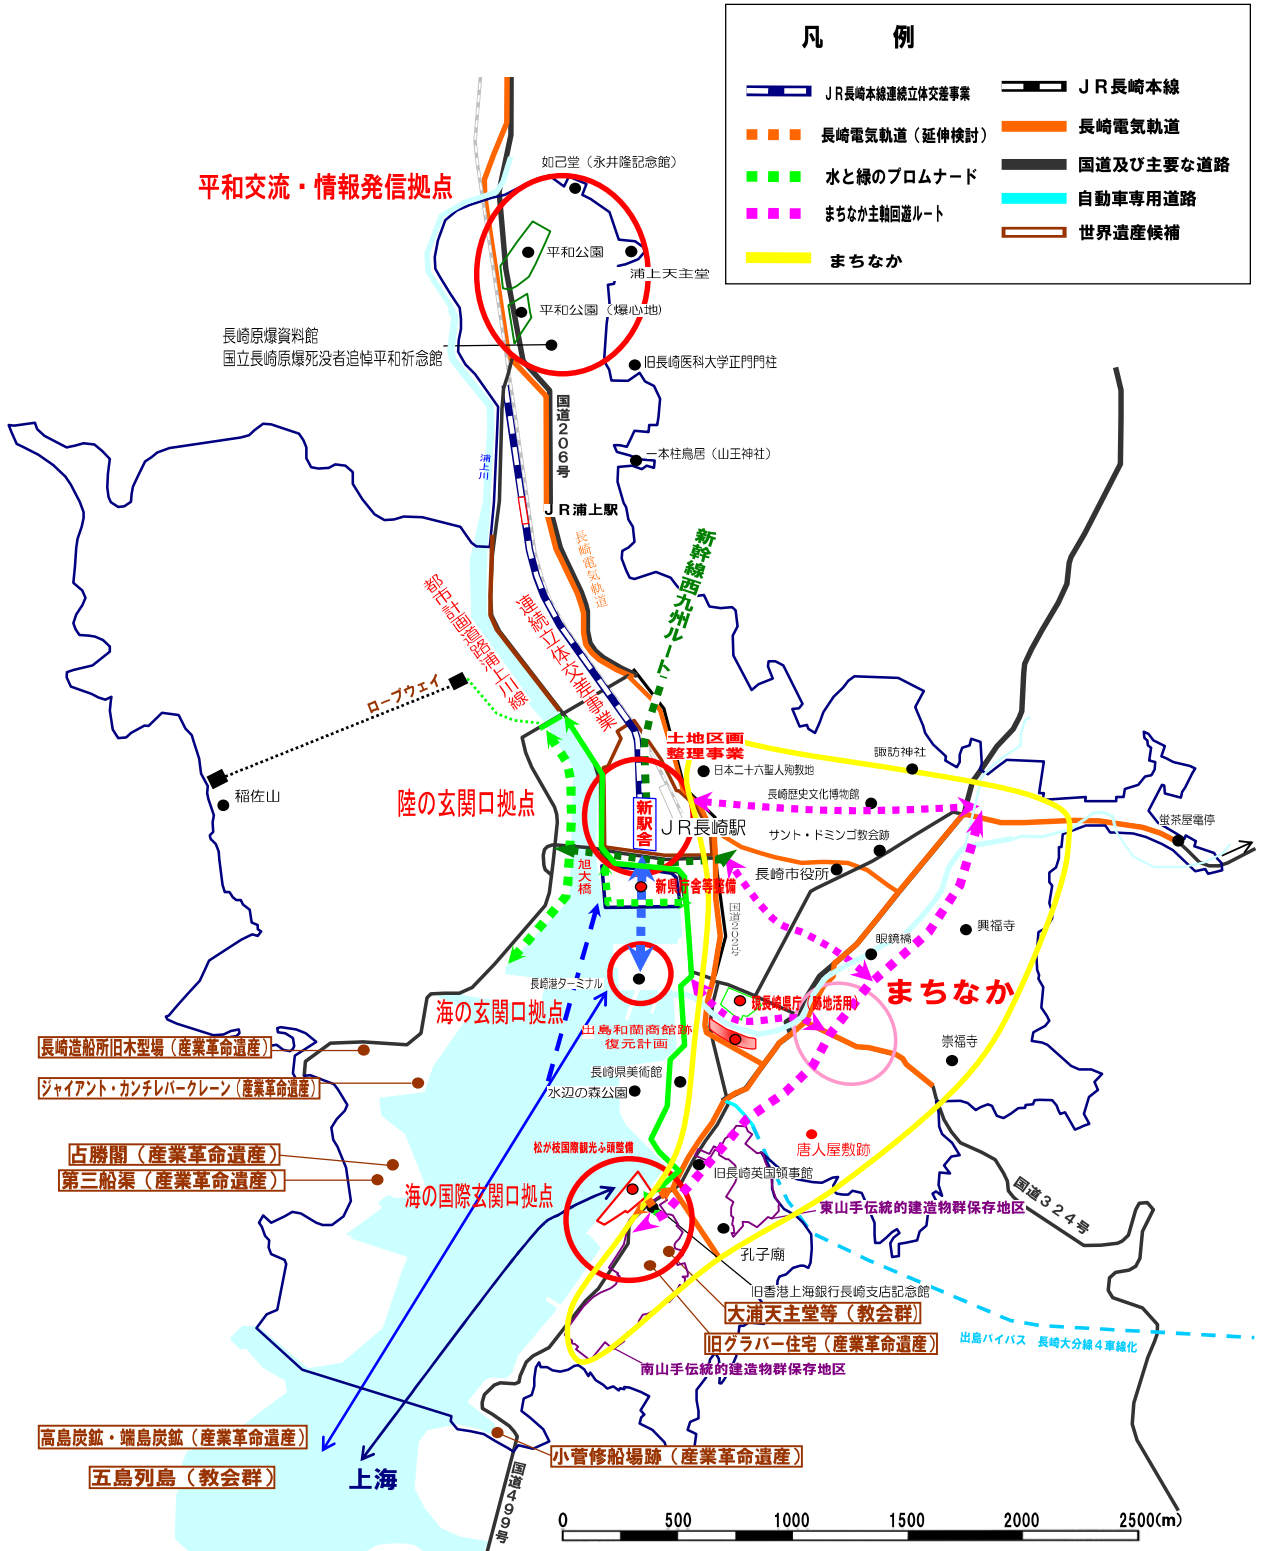 凡　例
ＪＲ長崎本線連続立体交差事業
長崎電気軌道（延伸検討）
水と緑のプロムナード
まちなか主軸回遊ルート
まちなか
ＪＲ長崎本線
長崎電気軌道
国道及び主要な道路
自動車専用道路
世界遺産候補
如己堂（永井隆記念館）
平和交流・情報発信拠点
平和公園
浦上天主堂
平和公園（爆心地）
長崎原爆資料館
国立長崎原爆死没者追悼平和祈念館
旧長崎医科大学正門門柱
国道２０６号
一本柱鳥居（山王神社）
浦上川
ＪＲ浦上駅
長崎電気軌道
新幹線西九州ルート
都市計画道路浦上川線
連続立体交差事業
ロープウェイ
土地区画
整理事業
諏訪神社
日本二十六聖人殉教地
稲佐山
陸の玄関口拠点
長崎歴史文化博物館
新駅舎
ＪＲ長崎駅
サント・ドミンゴ教会跡
蛍茶屋電停
旭大橋
長崎市役所
新県庁舎等整備
国道202号
興福寺
眼鏡橋
長崎港ターミナル
まちなか
海の玄関口拠点
現長崎県庁（跡地活用）
出島和蘭商館跡
復元計画
長崎造船所旧木型場（産業革命遺産）
崇福寺
長崎県美術館
ジャイアント・カンチレバークレーン（産業革命遺産）
水辺の森公園
占勝閣（産業革命遺産）
松が枝国際観光ふ頭整備
唐人屋敷跡
第三船渠（産業革命遺産）
旧長崎英国領事館
海の国際玄関口拠点
国道３２４号
東山手伝統的建造物群保存地区
孔子廟
旧香港上海銀行長崎支店記念館
大浦天主堂等（教会群）
旧グラバー住宅（産業革命遺産）
出島バイパス　長崎大分線４車線化
南山手伝統的建造物群保存地区
高島炭鉱・端島炭鉱（産業革命遺産）
小菅修船場跡（産業革命遺産）
五島列島（教会群）
上海
国道４９９号
0　500　1000　1500　2000　2500(m)